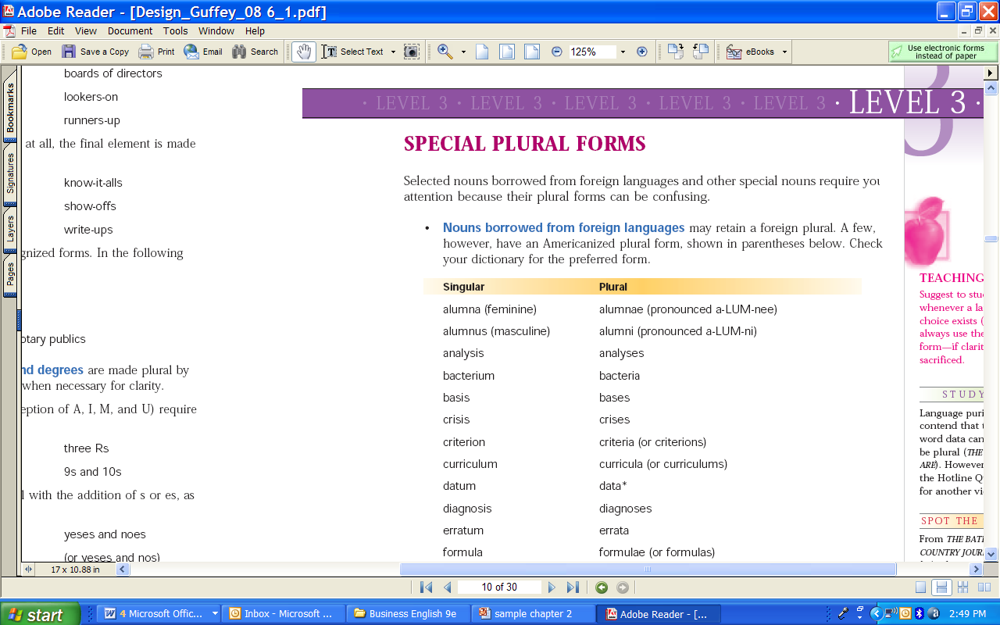 Adobe Reader - [Design_Guffey_08 6_1.pdf]
File Edit View Document Tools Window Help
Open Save a Copy Print Email Search Select Text 125% eBooks
Use electronic forms
instead of paper
Bookmarks
Signatures
Layers
Pages
boards of directors
lookers-on
runners-up
at all, the final element is made
know-it-alls
show-offs
write-ups
gnized forms. In the following
otary publics
nd degrees are made plural by
when necessary for clarity.
eption of A, I, M, and U) require
three Rs
9s and 10s
l with the addition of s or es, as
yeses and noes
(or yeses and nos)
· LEVEL 3 · LEVEL 3 · LEVEL 3 · LEVEL 3 · LEVEL 3 · LEVEL 3 ·
SPECIAL PLURAL FORMS
Selected nouns borrowed from foreign languages and other special nouns require you
attention because their plural forms can be confusing.
• Nouns borrowed from foreign languages may retain a foreign plural. A few,
however, have an Americanized plural form, shown in parentheses below. Check
your dictionary for the preferred form.
Singular Plural
alumna (feminine) alumnae (pronounced a-LUM-nee)
alumnus (masculine) alumni (pronounced a-LUM-ni)
analysis analyses
bacterium bacteria
basis bases
crisis crises
criterion criteria (or criterions)
curriculum curricula (or curriculums)
datum data*
diagnosis diagnoses
erratum errata
formula formulae (or formulas)
3
TEACHING
Suggest to stu
whenever a la
choice exists (
always use the
form—if clarit
sacrificed.
STUDY
Language puri
contend that t
word data can
be plural (THE
ARE). However
the Hotline Q
for another vi
SPOT THE
From THE BATH
COUNTRY JOUR
17 x 10.88 in
10 of 30
start 4 Microsoft Offic... Inbox - Microsoft ... Business English 9e sample chapter 2 Adobe Reader - [... 2:49 PM